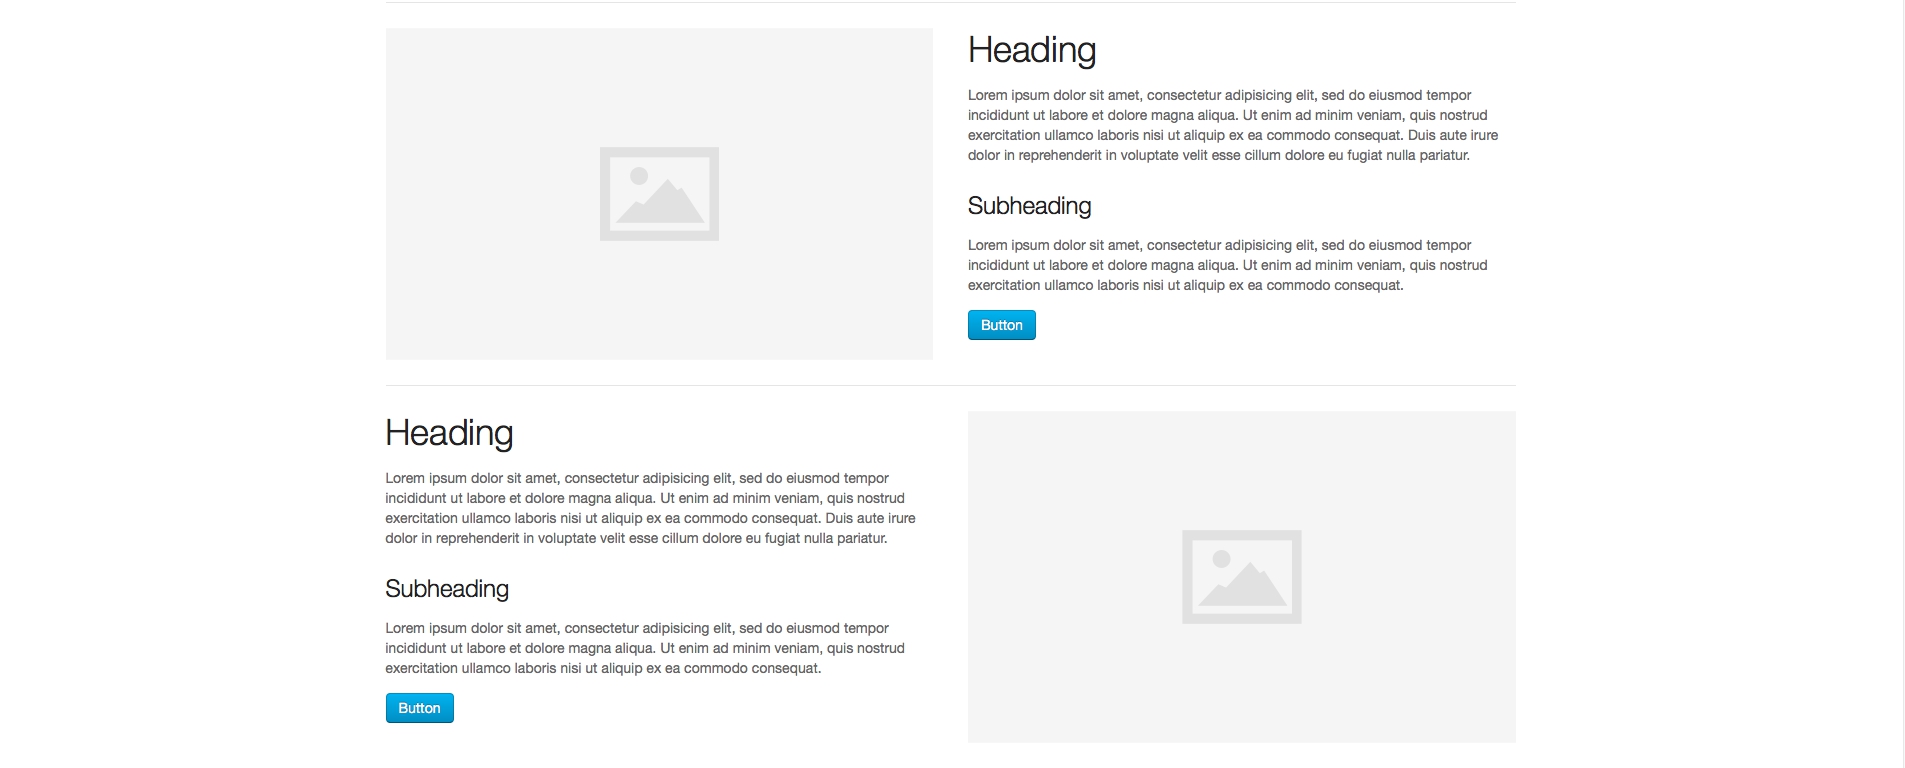 Heading
Lorem ipsum dolor sit amet, consectetur adipisicing elit, sed do eiusmod tempor
incididunt ut labore et dolore magna aliqua. Ut enim ad minim veniam, quis nostrud
exercitation ullamco laboris nisi ut aliquip ex ea commodo consequat. Duis aute irure
dolor in reprehenderit in voluptate velit esse cillum dolore eu fugiat nulla pariatur.
Subheading
Lorem ipsum dolor sit amet, consectetur adipisicing elit, sed do eiusmod tempor
incididunt ut labore et dolore magna aliqua. Ut enim ad minim veniam, quis nostrud
exercitation ullamco laboris nisi ut aliquip ex ea commodo consequat.
Button
Heading
Lorem ipsum dolor sit amet, consectetur adipisicing elit, sed do eiusmod tempor
incididunt ut labore et dolore magna aliqua. Ut enim ad minim veniam, quis nostrud
exercitation ullamco laboris nisi ut aliquip ex ea commodo consequat. Duis aute irure
dolor in reprehenderit in voluptate velit esse cillum dolore eu fugiat nulla pariatur.
Subheading
Lorem ipsum dolor sit amet, consectetur adipisicing elit, sed do eiusmod tempor
incididunt ut labore et dolore magna aliqua. Ut enim ad minim veniam, quis nostrud
exercitation ullamco laboris nisi ut aliquip ex ea commodo consequat.
Button